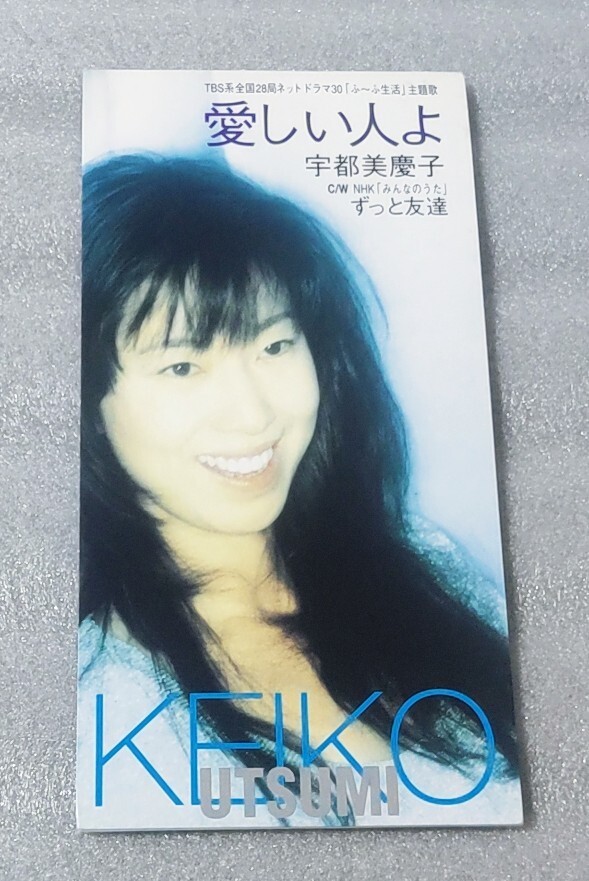 TBS系全国28局ネットドラマ30「ふ〜ふ生活」主題歌
愛しい人よ
宇都美慶子
C/W NHK「みんなのうた」
ずっと友達
KEIKO
UTSUMI